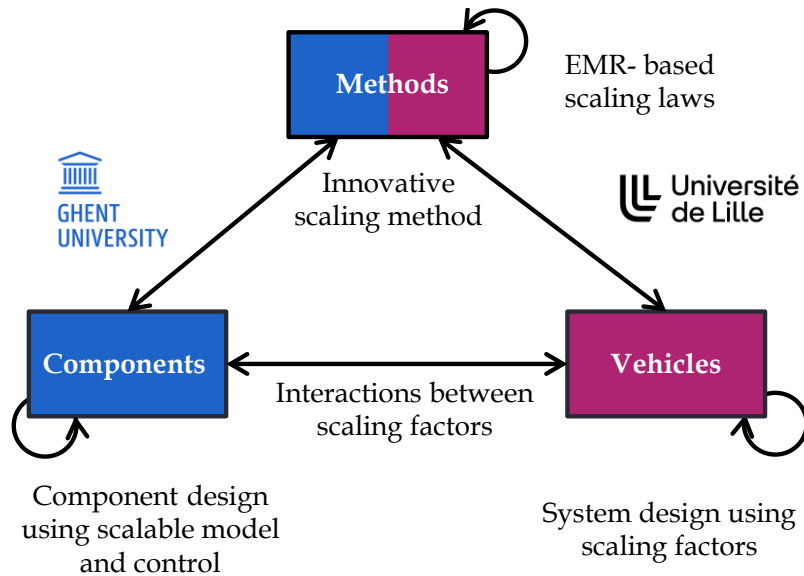 Methods
EMR- based
scaling laws
GHENT
UNIVERSITY
Innovative
scaling method
Université
de Lille
Components
Vehicles
Interactions between
scaling factors
Component design
using scalable model
and control
System design using
scaling factors